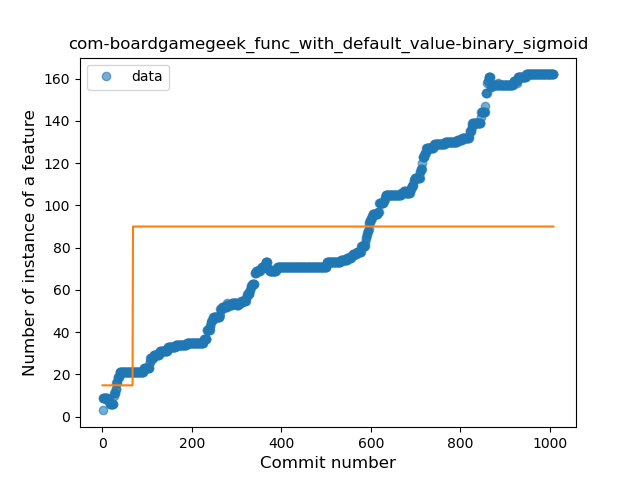 com-boardgamegeek_func_with_default_value-binary_sigmoid
data
Number of instance of a feature
160
140
120
100
80
60
40
20
0
0 200 400 600 800 1000
Commit number